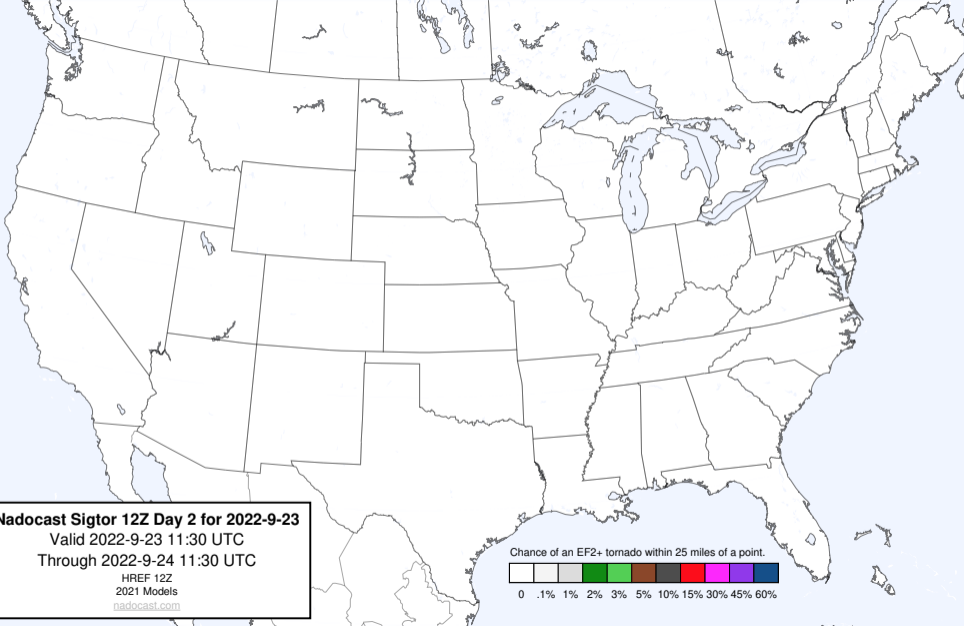 Nadocast Sigtor 12Z Day 2 for 2022-9-23
Valid 2022-9-23 11:30 UTC
Through 2022-9-24 11:30 UTC
HREF 12Z
2021 Models
nadocast.com
Chance of an EF2+ tornado within 25 miles of a point.
0 .1% 1% 2% 3% 5% 10% 15% 30% 45% 60%